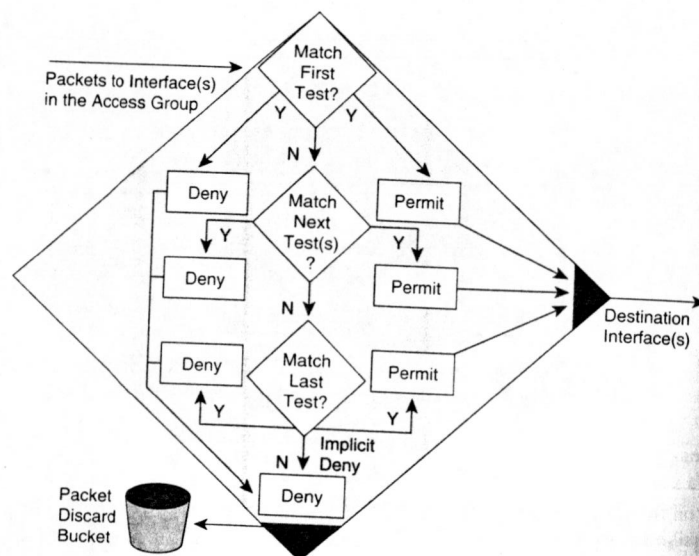 Match
First
Test?
Packets to Interface(s)
in the Access Group
Y
Y
N
Deny
Permit
Match
Next
Test(s)
?
Y
Y
Deny
Permit
N
Destination
Interface(s)
Deny
Match
Last
Test?
Permit
Y
Y
Implicit
Deny
N
Deny
Packet
Discard
Bucket